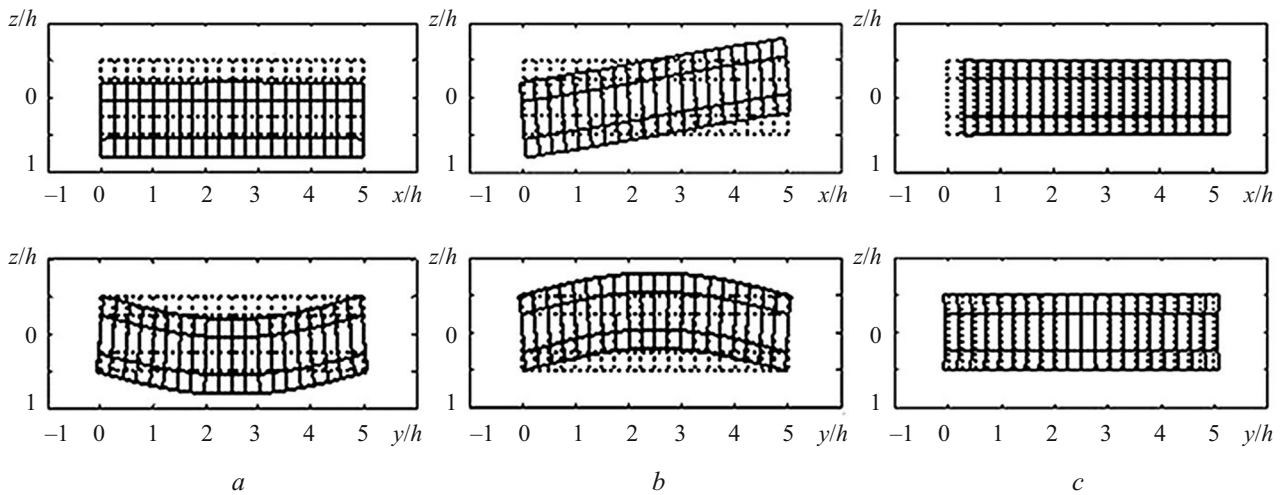 z/h z/h z/h
0 0 0
1 1 1
–1 0 1 2 3 4 5 x/h –1 0 1 2 3 4 5 x/h –1 0 1 2 3 4 5 x/h
z/h z/h z/h
0 0 0
1 1 1
–1 0 1 2 3 4 5 y/h –1 0 1 2 3 4 5 y/h –1 0 1 2 3 4 5 y/h
a b c